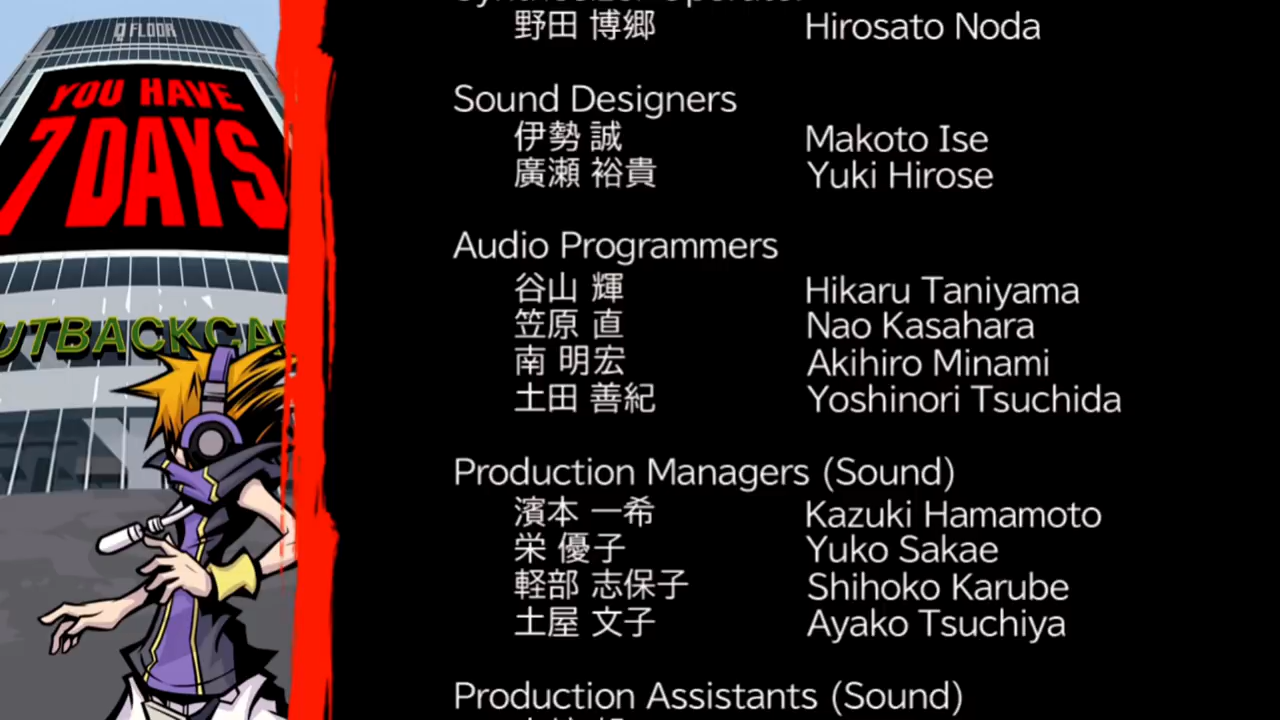 Q FLOOR
YOU HAVE
7 DAYS
UTBACKCA
Synthesizer Operator
野田 博郷 Hirosato Noda
Sound Designers
伊勢 誠 Makoto Ise
廣瀬 裕貴 Yuki Hirose
Audio Programmers
谷山 輝 Hikaru Taniyama
笠原 直 Nao Kasahara
南 明宏 Akihiro Minami
土田 善紀 Yoshinori Tsuchida
Production Managers (Sound)
濱本 一希 Kazuki Hamamoto
栄 優子 Yuko Sakae
軽部 志保子 Shihoko Karube
土屋 文子 Ayako Tsuchiya
Production Assistants (Sound)